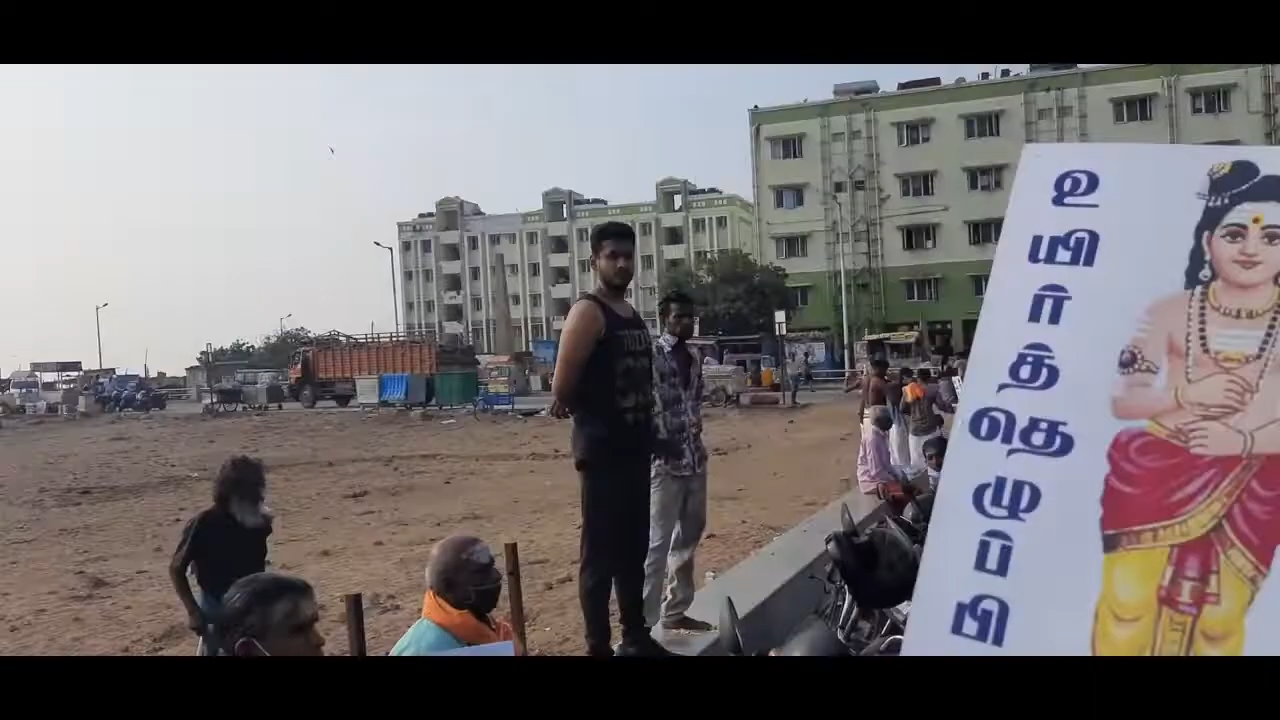 உ
யி
ர்
த்
தெ
ழு
ப்
பி